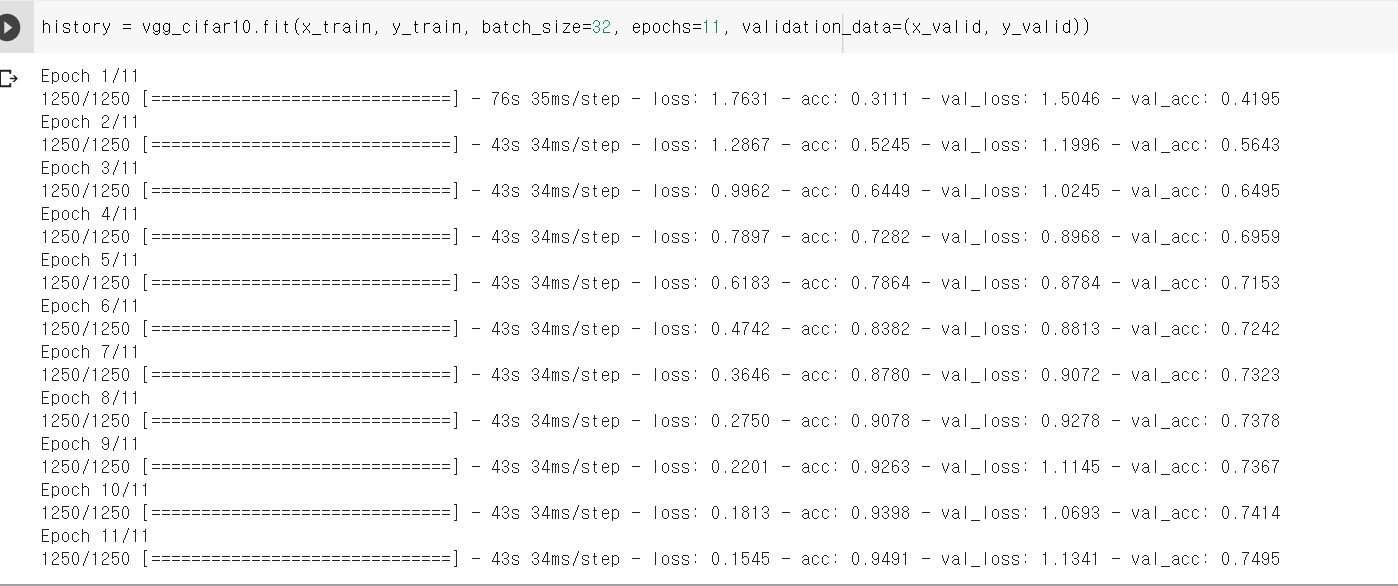 history = vgg_cifar10.fit(x_train, y_train, batch_size=32, epochs=11, validation_data=(x_valid, y_valid))
Epoch 1/11
1250/1250 [==============================] - 76s 35ms/step - loss: 1.7631 - acc: 0.3111 - val_loss: 1.5046 - val_acc: 0.4195
Epoch 2/11
1250/1250 [==============================] - 43s 34ms/step - loss: 1.2867 - acc: 0.5245 - val_loss: 1.1996 - val_acc: 0.5643
Epoch 3/11
1250/1250 [==============================] - 43s 34ms/step - loss: 0.9962 - acc: 0.6449 - val_loss: 1.0245 - val_acc: 0.6495
Epoch 4/11
1250/1250 [==============================] - 43s 34ms/step - loss: 0.7897 - acc: 0.7282 - val_loss: 0.8968 - val_acc: 0.6959
Epoch 5/11
1250/1250 [==============================] - 43s 34ms/step - loss: 0.6183 - acc: 0.7864 - val_loss: 0.8784 - val_acc: 0.7153
Epoch 6/11
1250/1250 [==============================] - 43s 34ms/step - loss: 0.4742 - acc: 0.8382 - val_loss: 0.8813 - val_acc: 0.7242
Epoch 7/11
1250/1250 [==============================] - 43s 34ms/step - loss: 0.3646 - acc: 0.8780 - val_loss: 0.9072 - val_acc: 0.7323
Epoch 8/11
1250/1250 [==============================] - 43s 34ms/step - loss: 0.2750 - acc: 0.9078 - val_loss: 0.9278 - val_acc: 0.7378
Epoch 9/11
1250/1250 [==============================] - 43s 34ms/step - loss: 0.2201 - acc: 0.9263 - val_loss: 1.1145 - val_acc: 0.7367
Epoch 10/11
1250/1250 [==============================] - 43s 34ms/step - loss: 0.1813 - acc: 0.9398 - val_loss: 1.0693 - val_acc: 0.7414
Epoch 11/11
1250/1250 [==============================] - 43s 34ms/step - loss: 0.1545 - acc: 0.9491 - val_loss: 1.1341 - val_acc: 0.7495